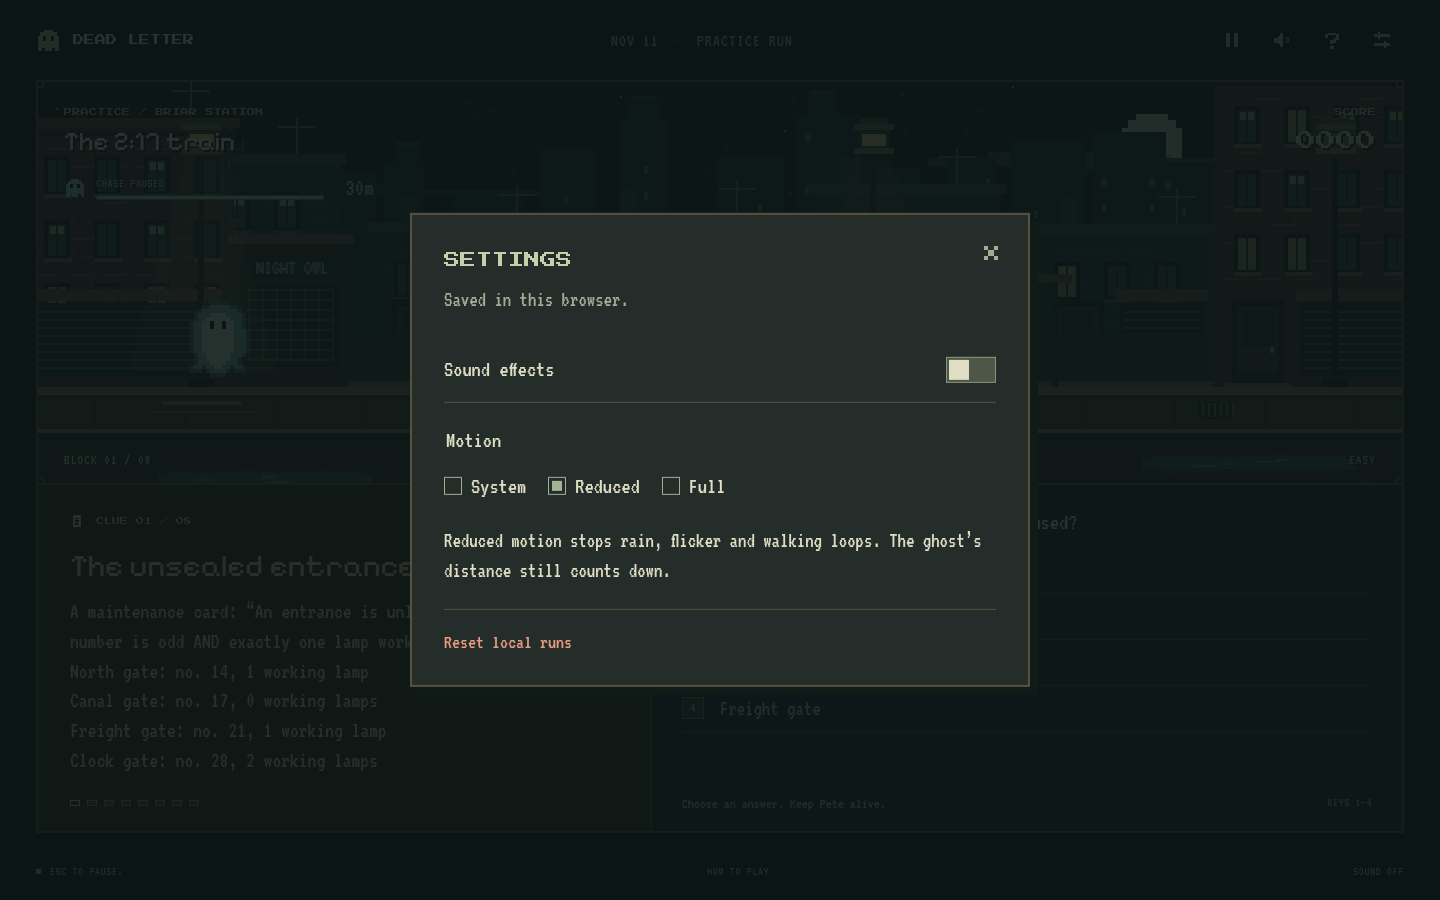 DEAD LETTER
NOV 11 · PRACTICE RUN
PRACTICE / BRIAR STATION
SCORE
The 2:17 train
0000
CHASE PAUSED
30m
NIGHT OWL
SETTINGS
Saved in this browser.
Sound effects
Motion
System
Reduced
Full
Reduced motion stops rain, flicker and walking loops. The ghost’s
distance still counts down.
Reset local runs
BLOCK 01 / 08
EASY
CLUE 01 / 08
The unsealed entrance
A maintenance card: “An entrance is
number is odd AND exactly one lamp
North gate: no. 14, 1 working lamp
Canal gate: no. 17, 0 working lamps
Freight gate: no. 21, 1 working lamp
Clock gate: no. 28, 2 working lamps
4 Freight gate
Choose an answer. Keep Pete alive.
KEYS 1–4
ESC TO PAUSE.
HOW TO PLAY
SOUND OFF